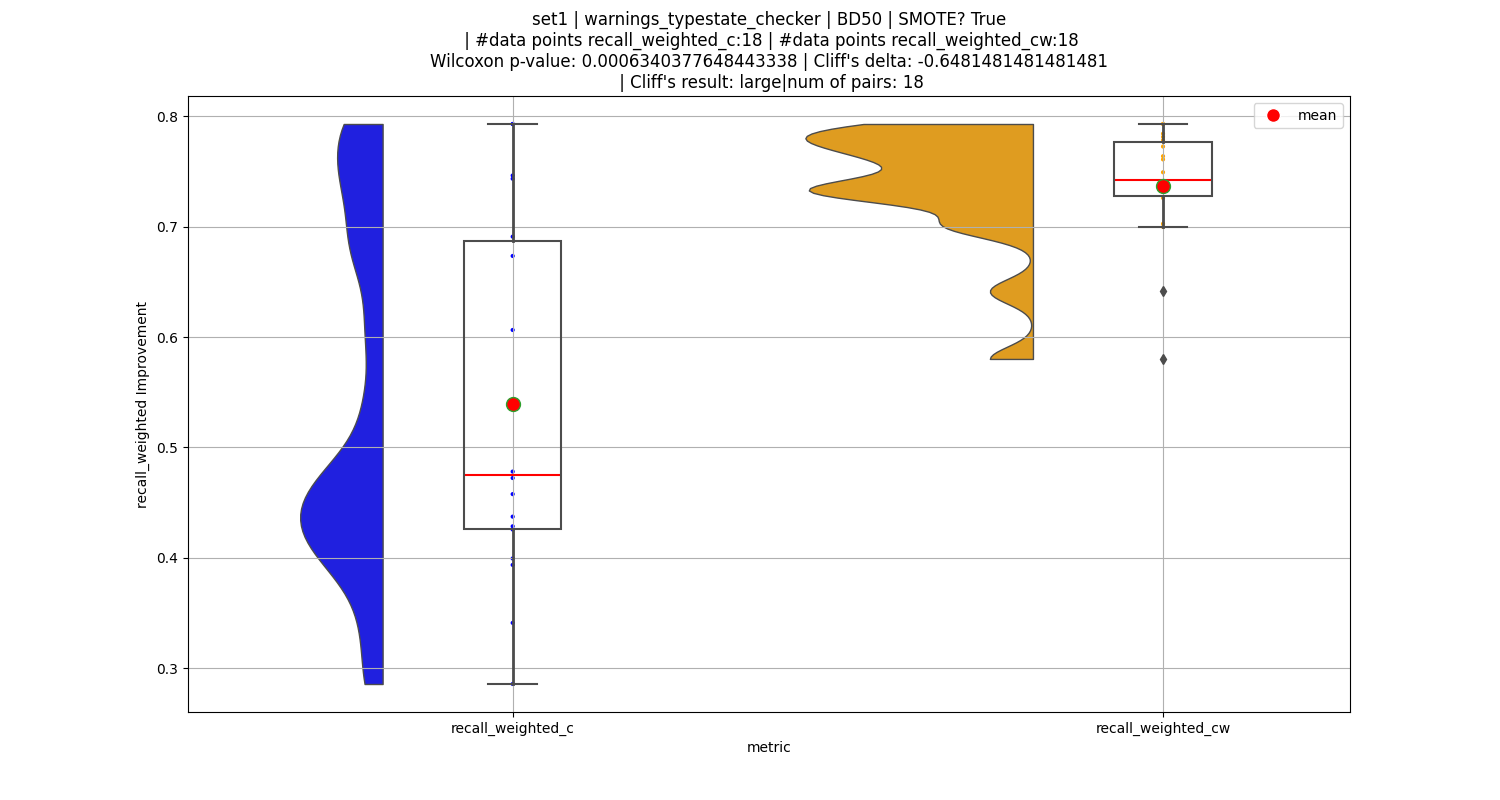 set1 | warnings_typestate_checker | BD50 | SMOTE? True
| #data points recall_weighted_c:18 | #data points recall_weighted_cw:18
Wilcoxon p-value: 0.0006340377648443338 | Cliff's delta: -0.6481481481481481
| Cliff's result: large|num of pairs: 18
mean
0.8
0.7
0.6
0.5
0.4
0.3
recall_weighted Improvement
recall_weighted_c
recall_weighted_cw
metric